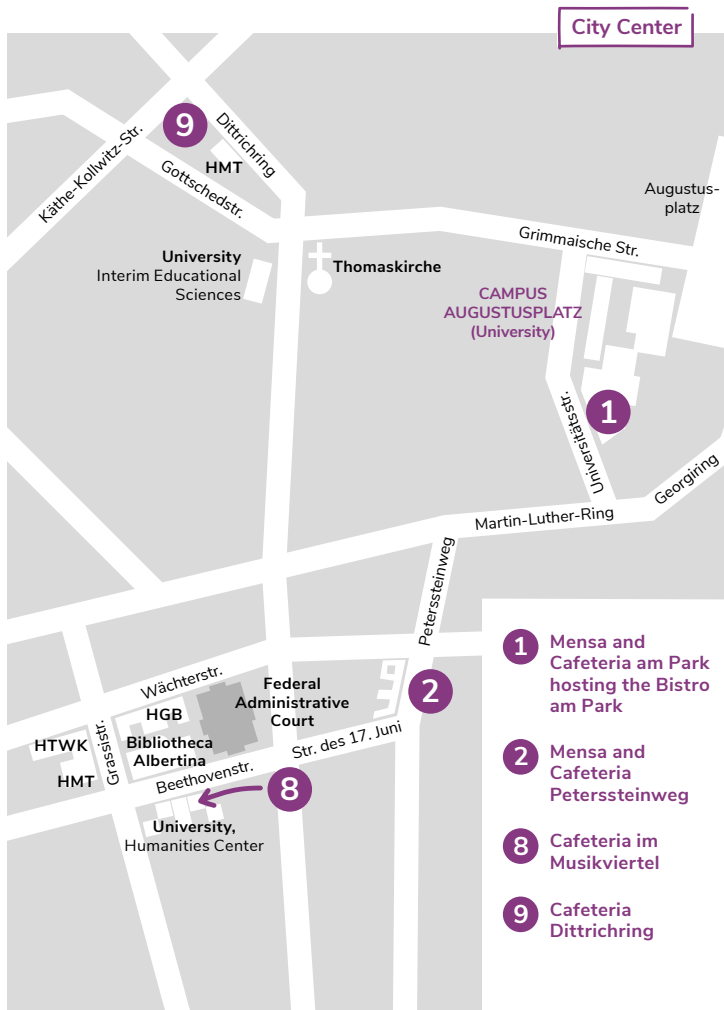 City Center
9
Dittrichring
Käthe-Kollwitz-Str.
HMT
Gottschedstr.
Augustus-
platz
Grimmaische Str.
University
Interim Educational
Sciences
Thomaskirche
CAMPUS
AUGUSTUSPLATZ
(University)
1
Universitätsstr.
Georgiring
Martin-Luther-Ring
Peterssteinweg
Wächterstr.
Federal
Administrative
Court
2
HGB
Grassistr.
HTWK
Bibliotheca
Albertina
Str. des 17. Juni
HMT
Beethovenstr.
8
University,
Humanities Center
1
Mensa and
Cafeteria am Park
hosting the Bistro
am Park
2
Mensa and
Cafeteria
Peterssteinweg
8
Cafeteria im
Musikviertel
9
Cafeteria
Dittrichring